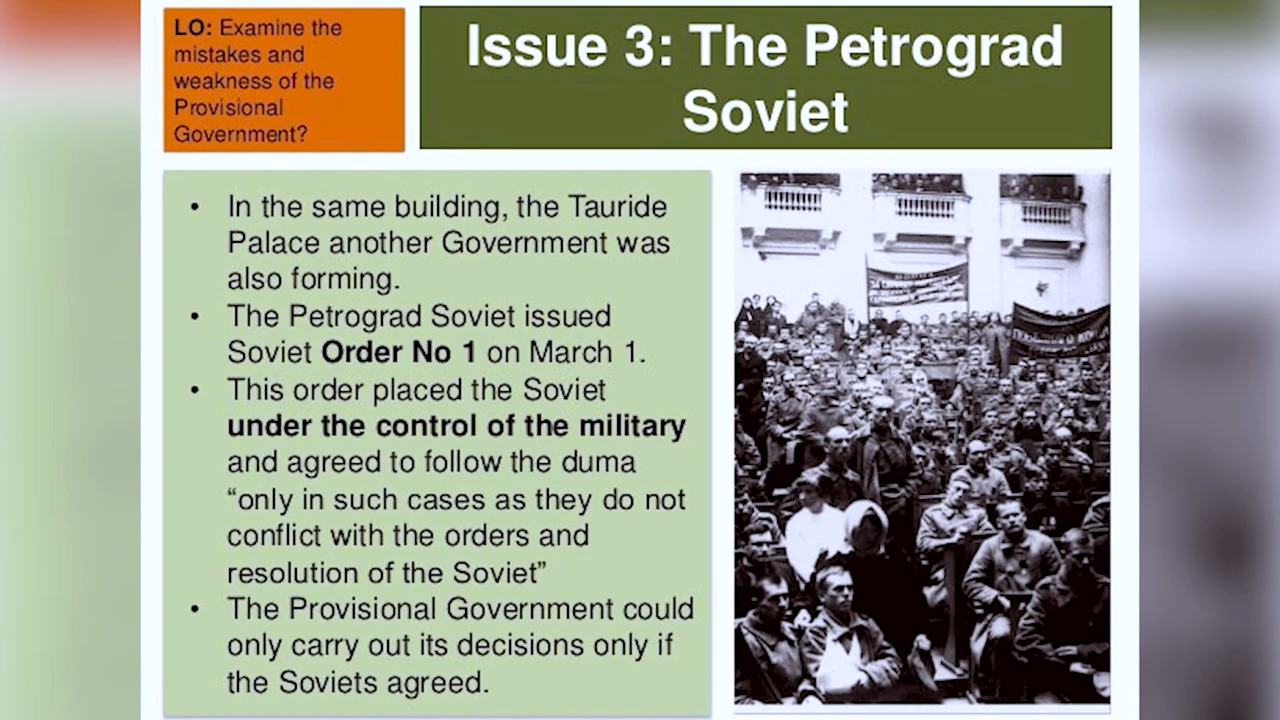 LO: Examine the
mistakes and
weakness of the
Provisional
Government?
Issue 3: The Petrograd
Soviet
• In the same building, the Tauride
Palace another Government was
also forming.
• The Petrograd Soviet issued
Soviet Order No 1 on March 1.
• This order placed the Soviet
under the control of the military
and agreed to follow the duma
“only in such cases as they do not
conflict with the orders and
resolution of the Soviet”
• The Provisional Government could
only carry out its decisions only if
the Soviets agreed.